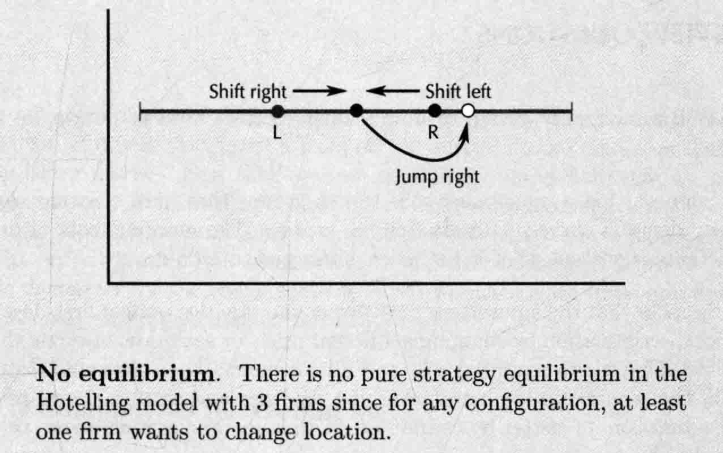 Shift right
Shift left
L
R
Jump right
No equilibrium. There is no pure strategy equilibrium in the
Hotelling model with 3 firms since for any configuration, at least
one firm wants to change location.